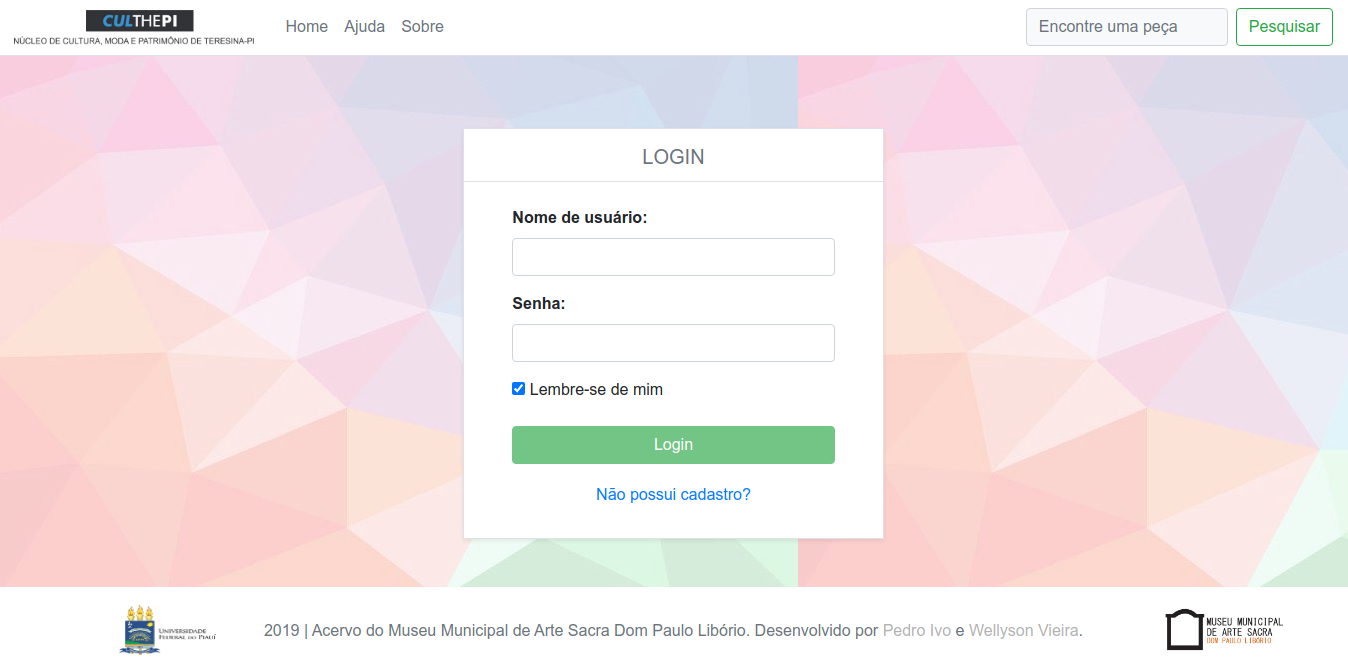 CULTHEPI
NÚCLEO DE CULTURA, MODA E PATRIMÔNIO DE TERESINA-PI
Home Ajuda Sobre
Encontre uma peça
Pesquisar
LOGIN
Nome de usuário:
Senha:
Lembre-se de mim
Login
Não possui cadastro?
UNIVERSIDADE
FEDERAL DO PIAUÍ
2019 | Acervo do Museu Municipal de Arte Sacra Dom Paulo Libório. Desenvolvido por Pedro Ivo e Wellyson Vieira.
MUSEU MUNICIPAL
DE ARTE SACRA
DOM PAULO LIBÓRIO